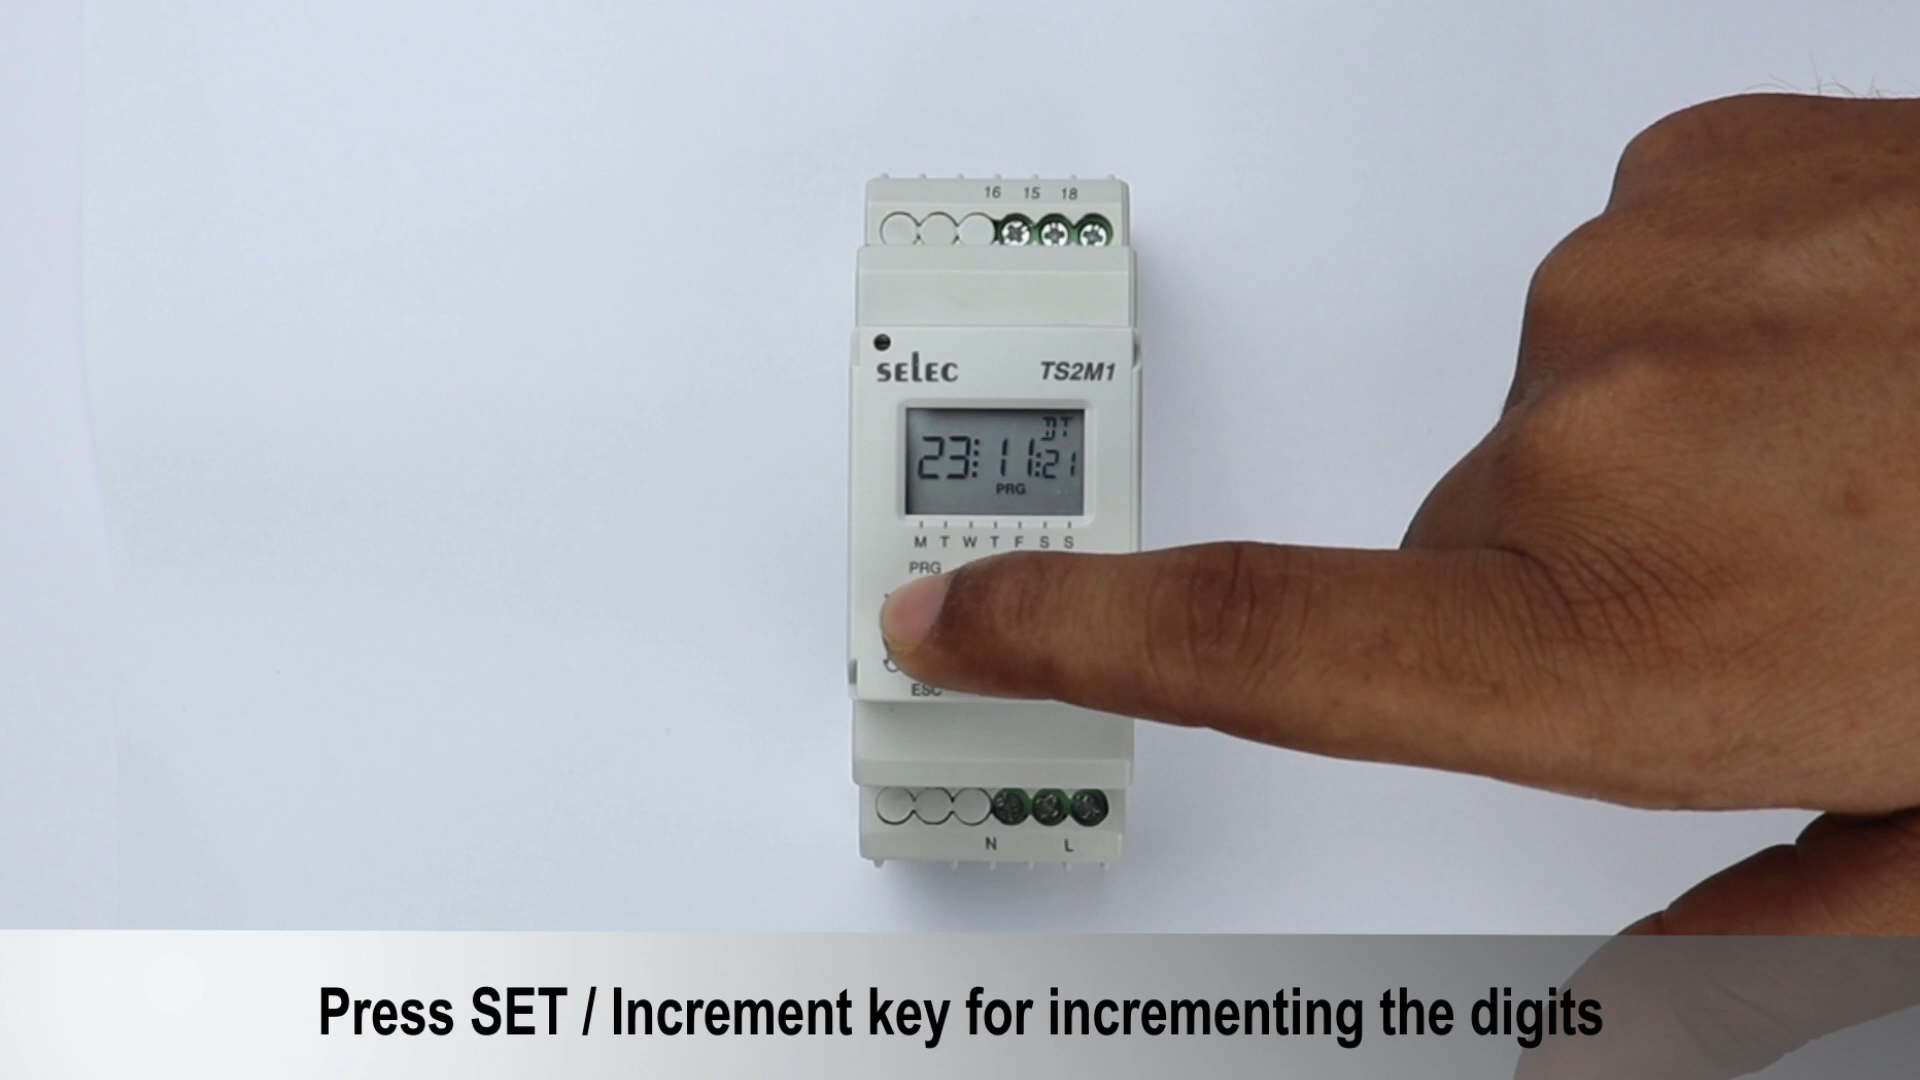 16 15 18
selec TS2M1
DT
23:11:21
PRG
M T W T F S S
PRG
ESC
N L
Press SET / Increment key for incrementing the digits